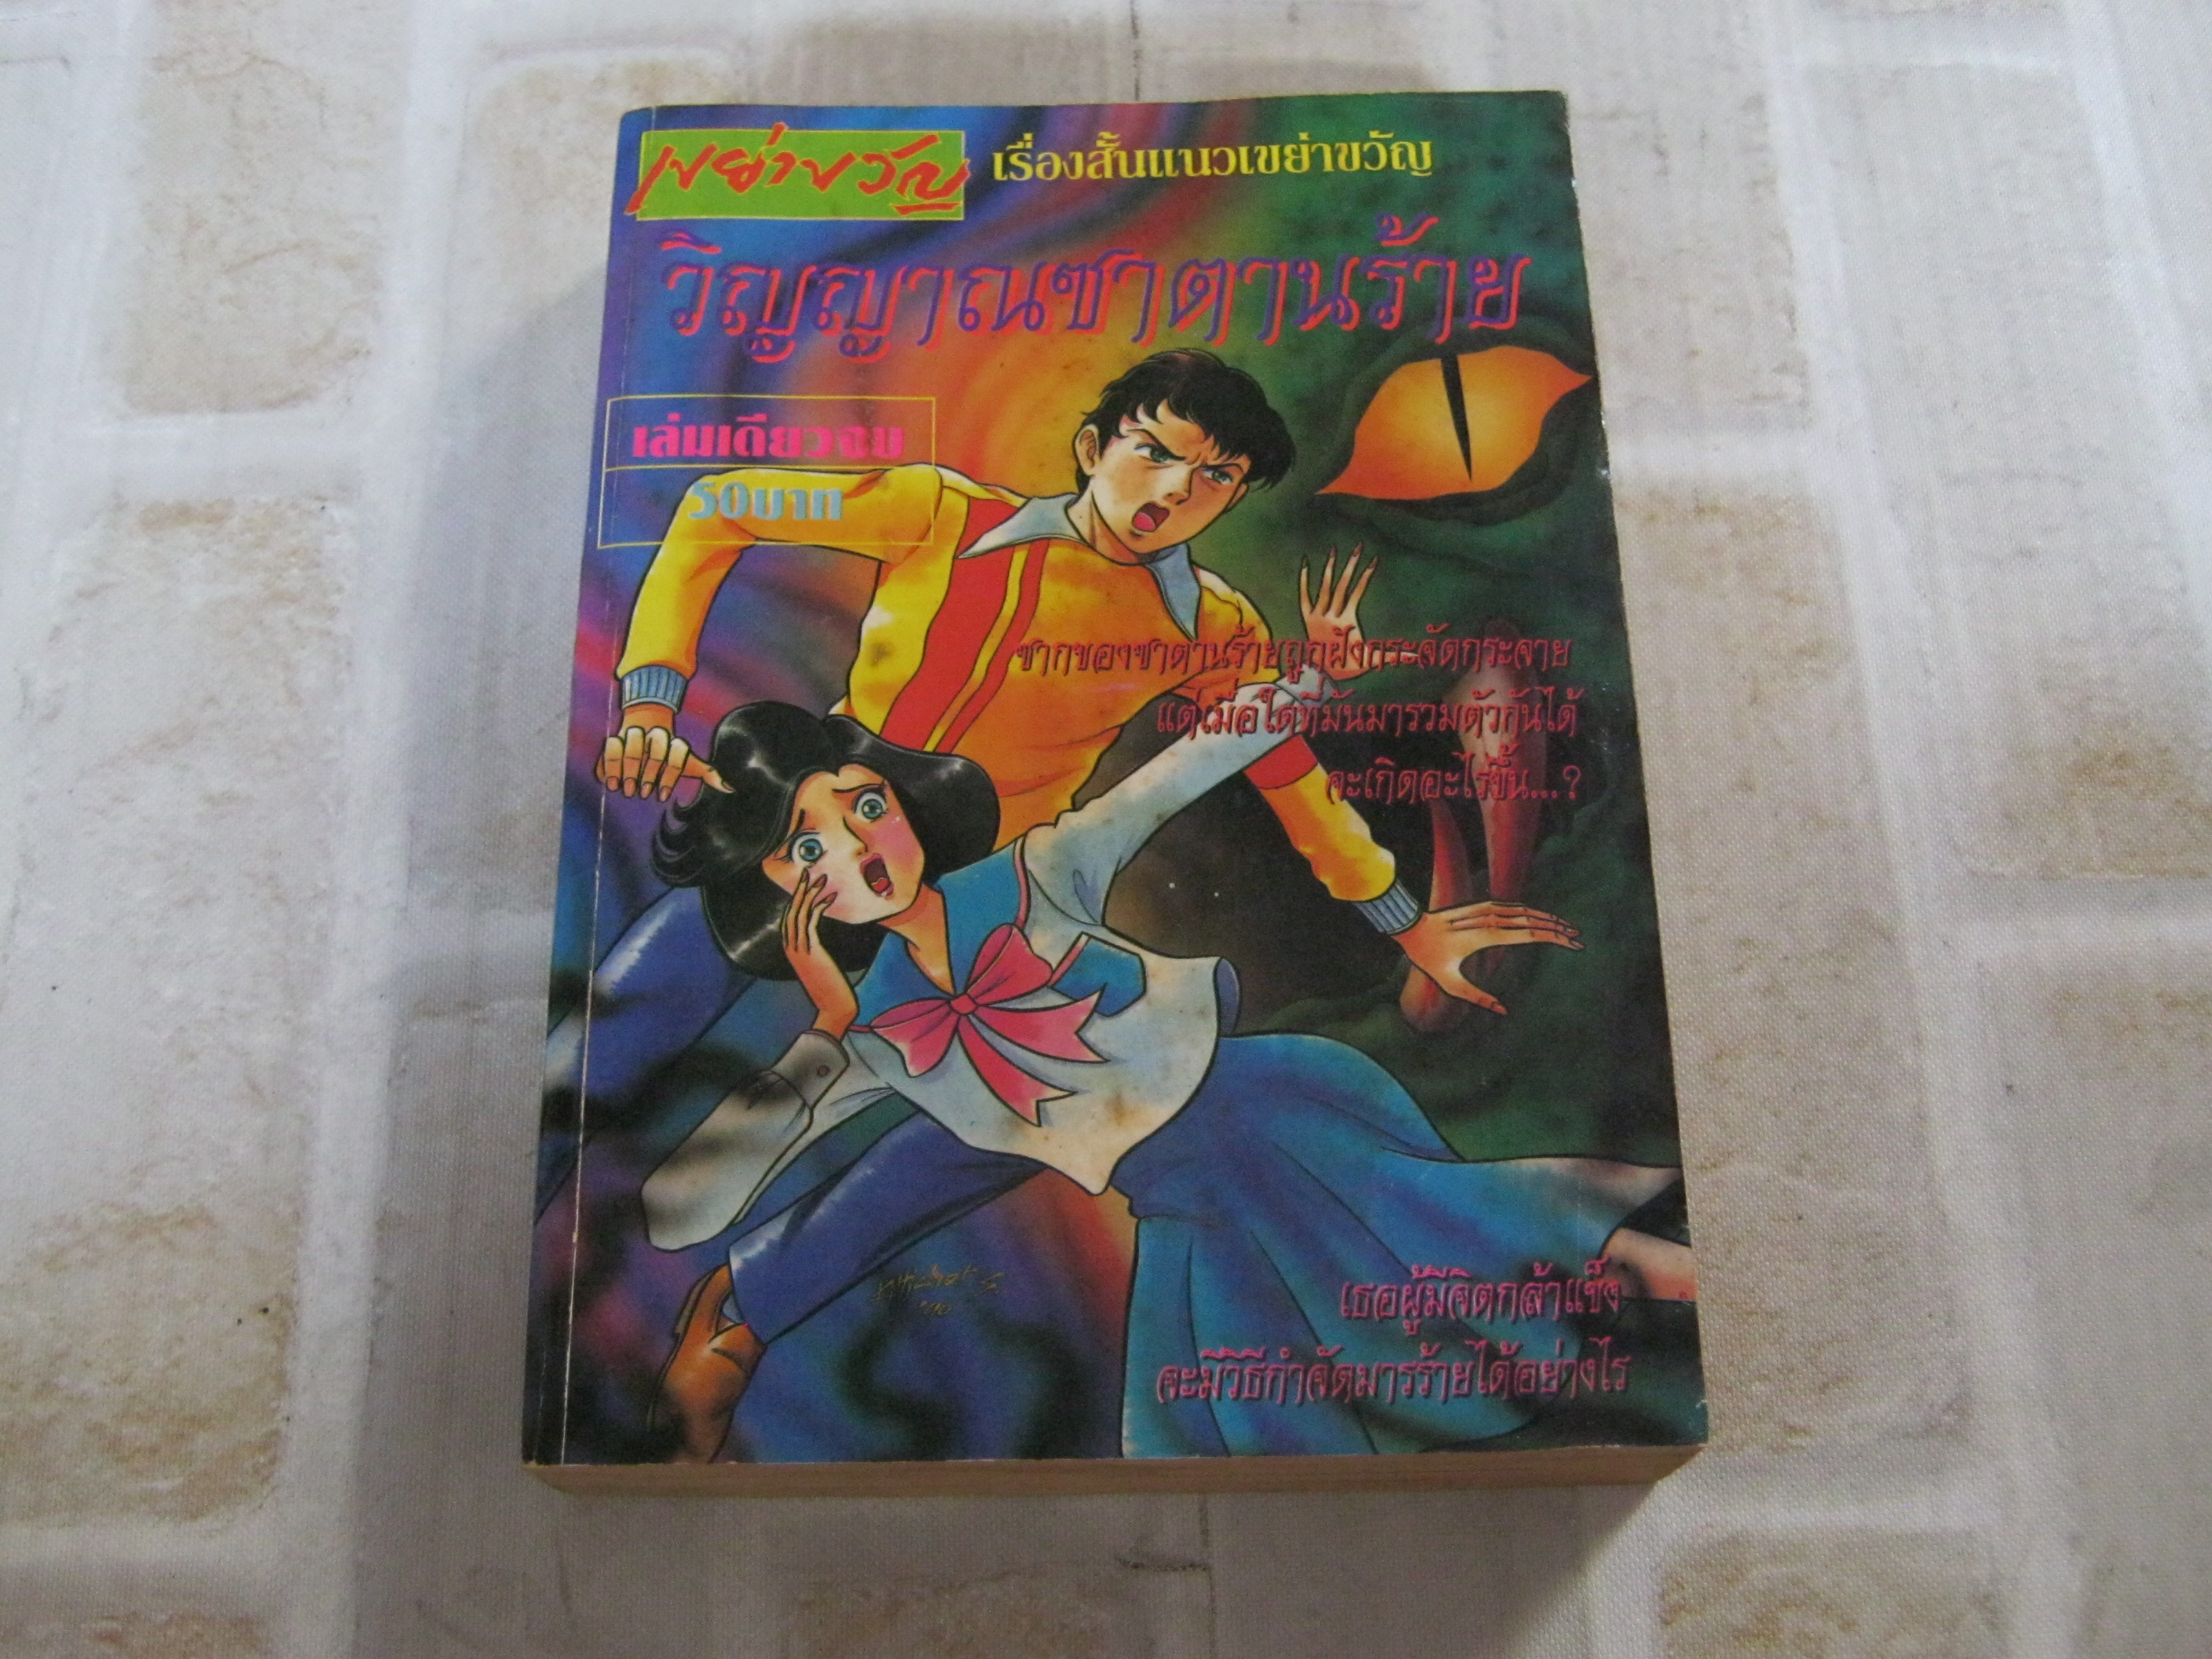 เขย่าขวัญ
เรื่องสั้นแนวเขย่าขวัญ
วิญญาณซาตานร้าย
เล่มเดียวจบ
50บาท
ซากของซาตานร้ายถูกฝังกระจัดกระจาย
แต่เมื่อใดที่มันมารวมตัวกันได้
จะเกิดอะไรขึ้น...?
เธอผู้มีจิตกล้าแข็ง
จะมีวิธีกำจัดมารร้ายได้อย่างไร